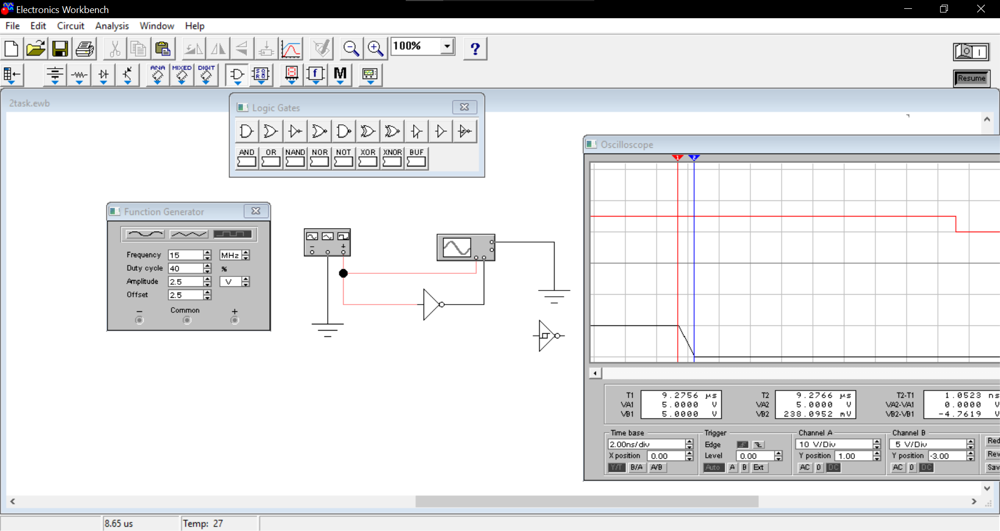 Electronics Workbench
File Edit Circuit Analysis Window Help
100%
?
ANA MIXED DIGIT
f M
Resume
2task.ewb
Logic Gates
AND OR NAND NOR NOT XOR XNOR BUF
Oscilloscope
1 2
Function Generator
Frequency 15 MHz
Duty cycle 40 %
Amplitude 2.5 V
Offset 2.5
− Common +
− +
T1 9.2756 µs
VA1 5.0000 V
VB1 5.0000 V
T2 9.2766 µs
VA2 5.0000 V
VB2 238.0952 mV
T2-T1 1.0523 ns
VA2-VA1 0.0000 V
VB2-VB1 -4.7619 V
Time base
2.00ns/div
X position 0.00
Y/T B/A A/B
Trigger
Edge
Level 0.00
Auto A B Ext
Channel A
10 V/Div
Y position 1.00
AC 0 DC
Channel B
5 V/Div
Y position -3.00
AC 0 DC
Red
Rev
Sav
8.65 us Temp: 27